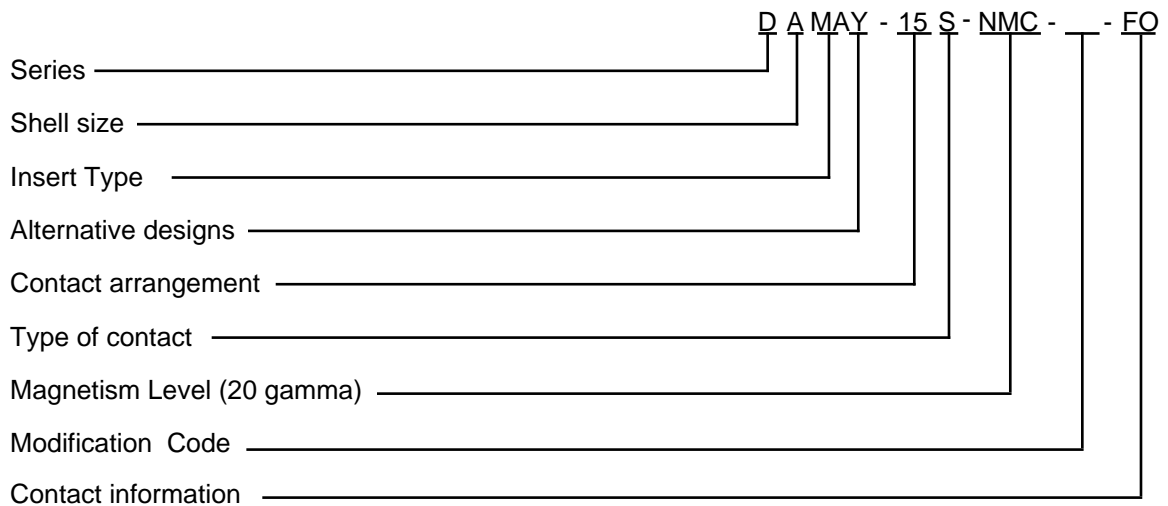 D A MAY - 15 S - NMC - __ - FO
Series
Shell size
Insert Type
Alternative designs
Contact arrangement
Type of contact
Magnetism Level (20 gamma)
Modification Code
Contact information